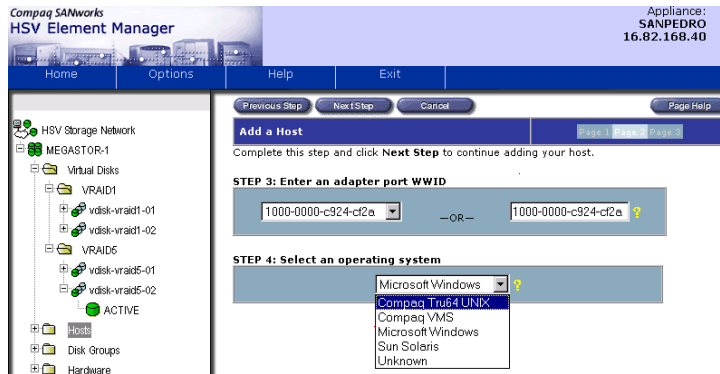 Compaq SANworks
HSV Element Manager
Appliance:
SANPEDRO
16.82.168.40
Home Options Help Exit
Previous Step Next Step Cancel Page Help
HSV Storage Network
MEGASTOR-1
Virtual Disks
VRAID1
vdisk-vraid1-01
vdisk-vraid1-02
VRAID5
vdisk-vraid5-01
vdisk-vraid5-02
ACTIVE
Hosts
Disk Groups
Hardware
Add a Host
Page 1 Page 2 Page 3
Complete this step and click Next Step to continue adding your host.
STEP 3: Enter an adapter port WWID
1000-0000-c924-cf2a —OR— 1000-0000-c924-cf2a ?
STEP 4: Select an operating system
Microsoft Windows ?
Compaq Tru64 UNIX
Compaq VMS
Microsoft Windows
Sun Solaris
Unknown